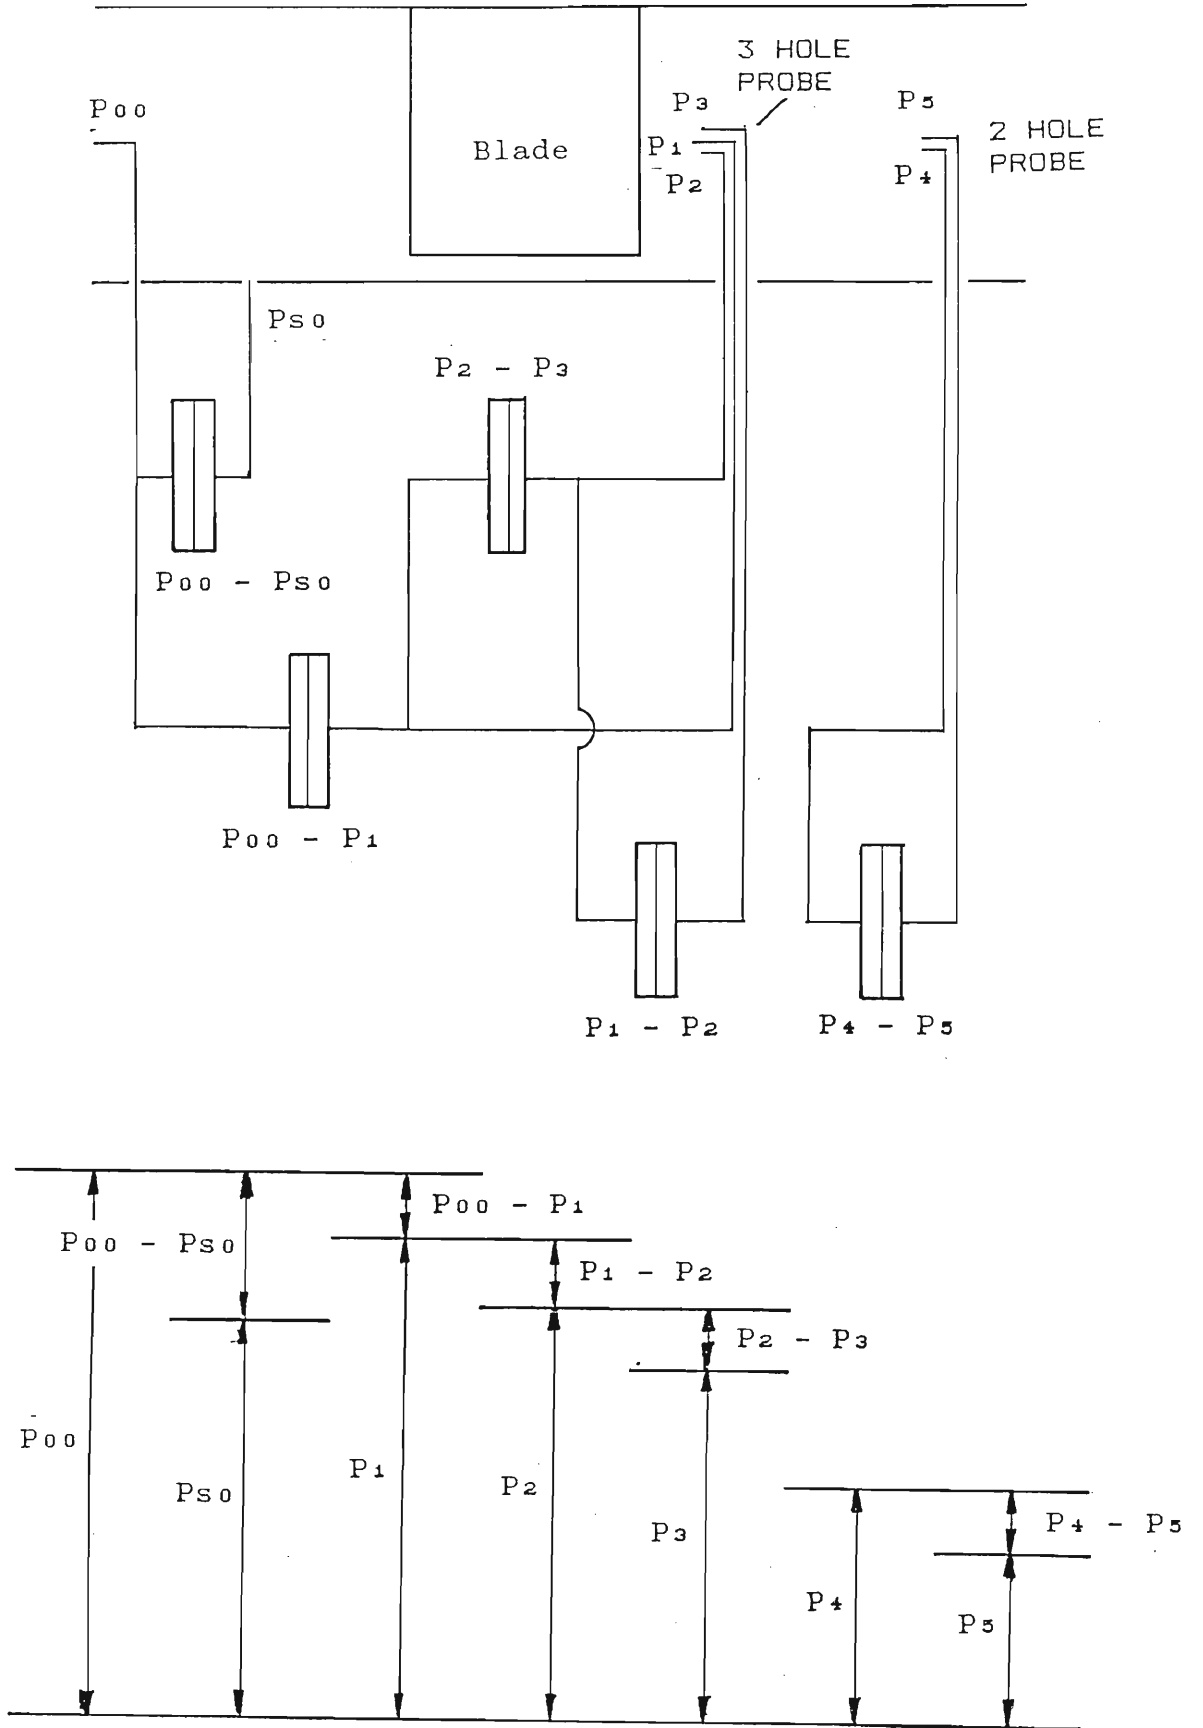 3 HOLE
PROBE
P00
P3
P5
2 HOLE
PROBE
Blade
P1
P2
P4
Ps0
P2 - P3
P00 - Ps0
P00 - P1
P1 - P2
P4 - P5
P00 - P1
P00 - Ps0
P1 - P2
P2 - P3
P00
P1
P2
Ps0
P3
P4 - P5
P4
P5